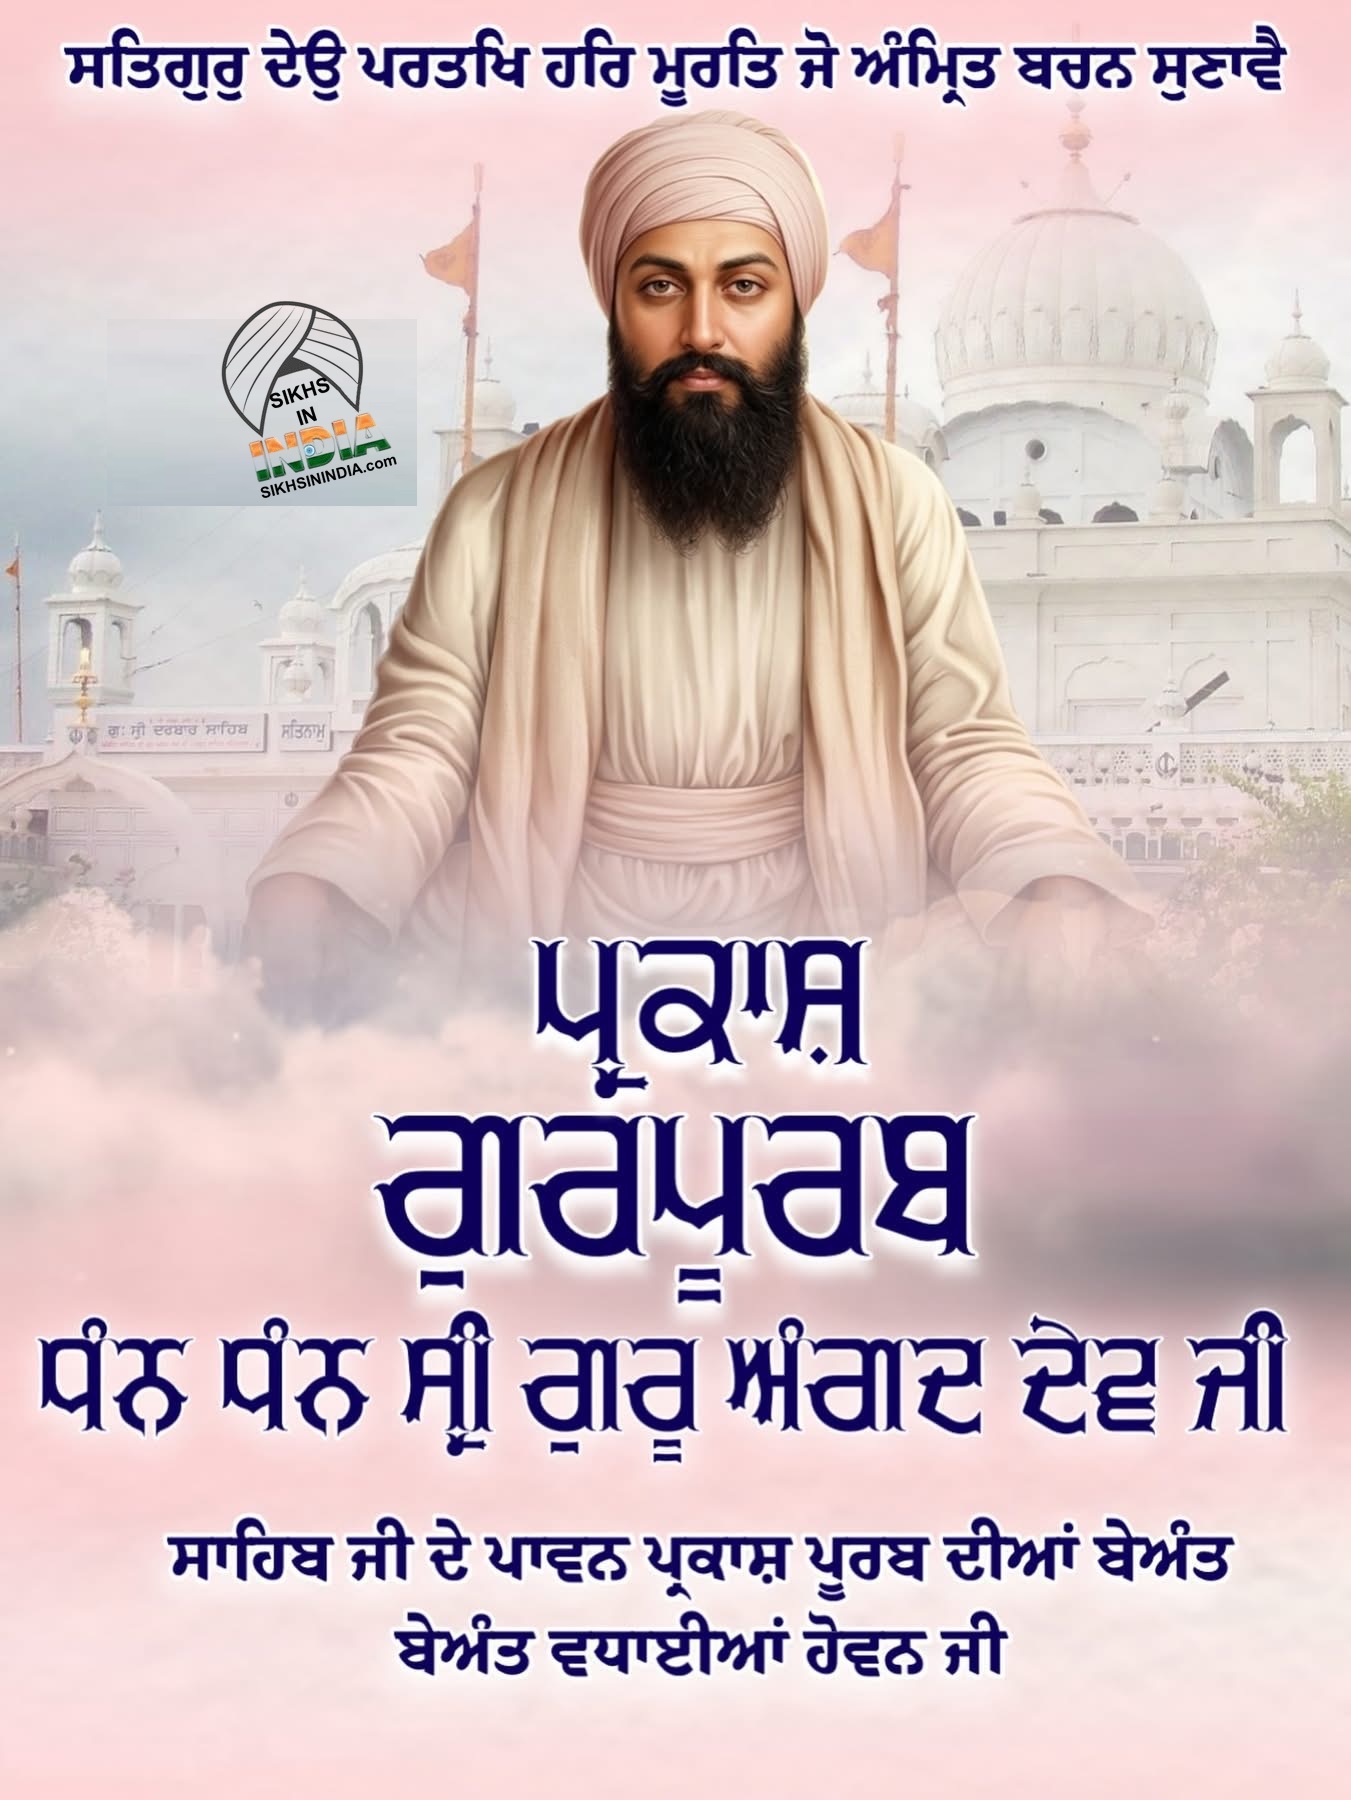 ਸਤਿਗੁਰੁ ਦੇਉ ਪਰਤਖਿ ਹਰਿ ਮੂਰਤਿ ਜੋ ਅੰਮ੍ਰਿਤ ਬਚਨ ਸੁਣਾਵੈ
SIKHS
IN
INDIA
SIKHSININDIA.com
ਗੁ: ਸ੍ਰੀ ਦਰਬਾਰ ਸਾਹਿਬ
ਸਤਿਨਾਮੁ
ਪ੍ਰਕਾਸ਼
ਗੁਰਪੂਰਬ
ਧੰਨ ਧੰਨ ਸ੍ਰੀ ਗੁਰੂ ਅੰਗਦ ਦੇਵ ਜੀ
ਸਾਹਿਬ ਜੀ ਦੇ ਪਾਵਨ ਪ੍ਰਕਾਸ਼ ਪੂਰਬ ਦੀਆਂ ਬੇਅੰਤ
ਬੇਅੰਤ ਵਧਾਈਆਂ ਹੋਵਨ ਜੀ